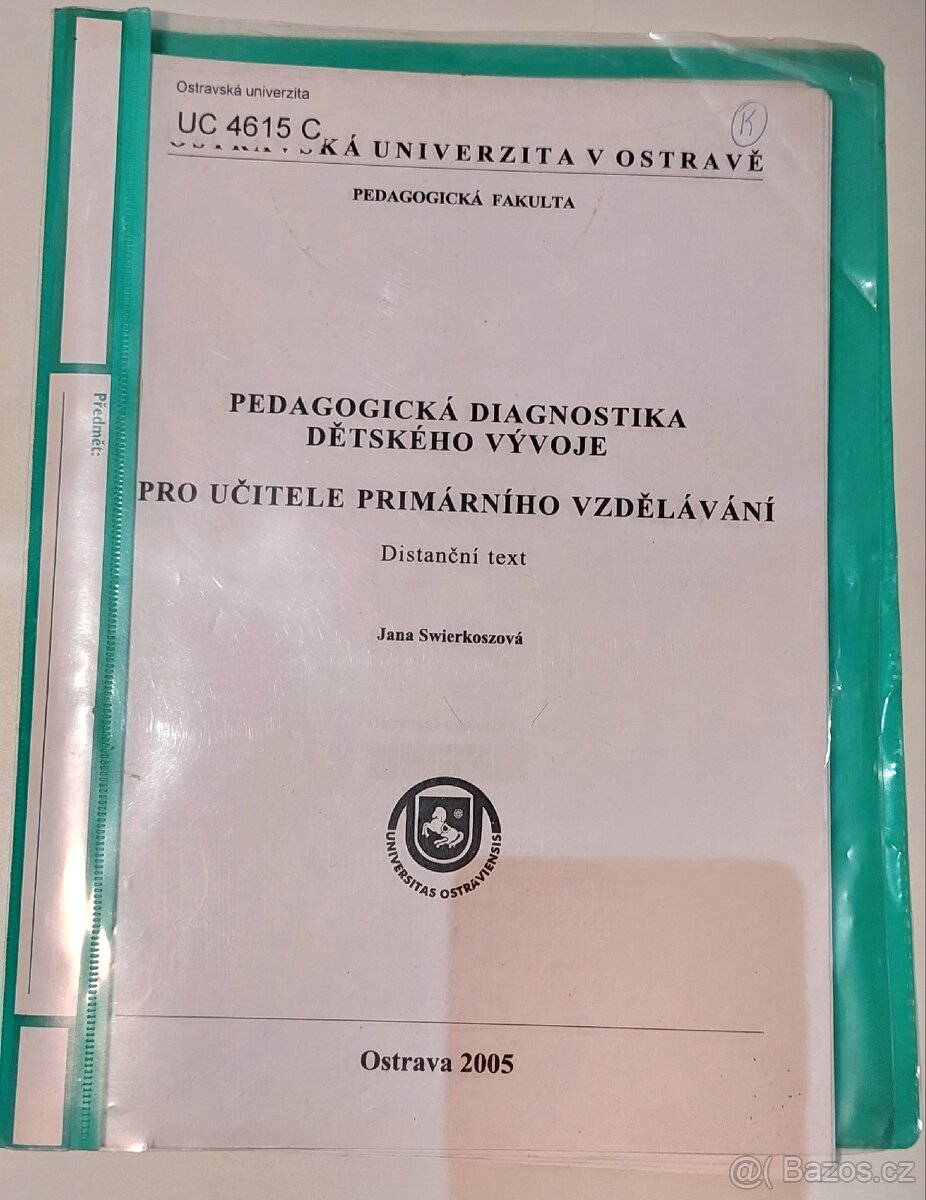 Ostravská univerzita
UC 4615 C
K
OSTRAVSKÁ UNIVERZITA V OSTRAVĚ
PEDAGOGICKÁ FAKULTA
Předmět:
PEDAGOGICKÁ DIAGNOSTIKA
DĚTSKÉHO VÝVOJE
PRO UČITELE PRIMÁRNÍHO VZDĚLÁVÁNÍ
Distanční text
Jana Swierkoszová
UNIVERSITAS OSTRAVIENSIS
Ostrava 2005
@( Bazos.cz